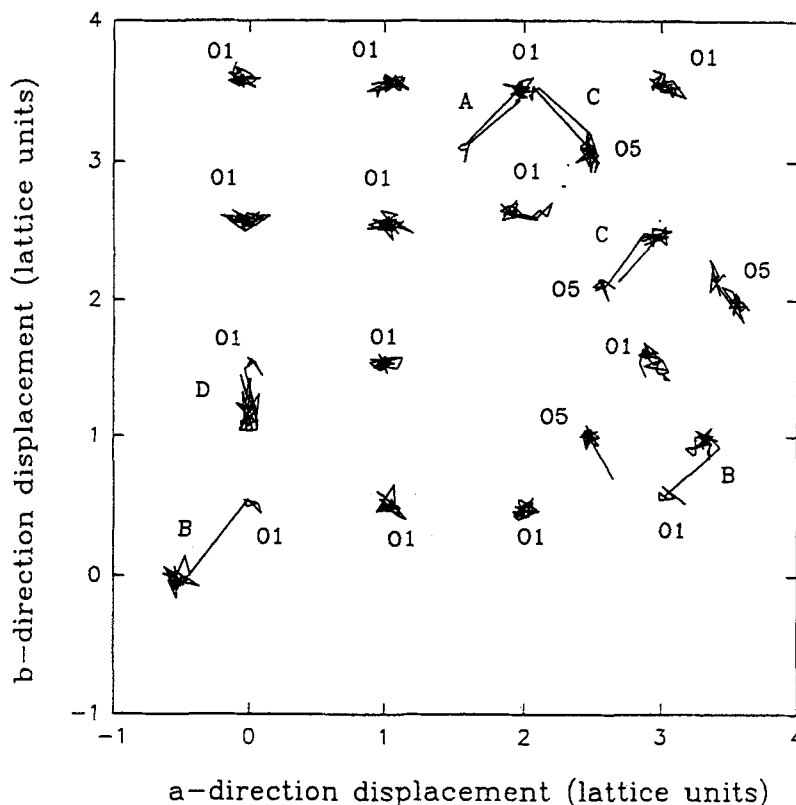 b-direction displacement (lattice units)
4
O1
O1
O1
O1
A
C
O5
3
O1
O1
O1
C
O5
O5
2
O1
O1
D
O5
1
B
B
O1
O1
O1
O1
0
-1
-1
0
1
2
3
4
a-direction displacement (lattice units)